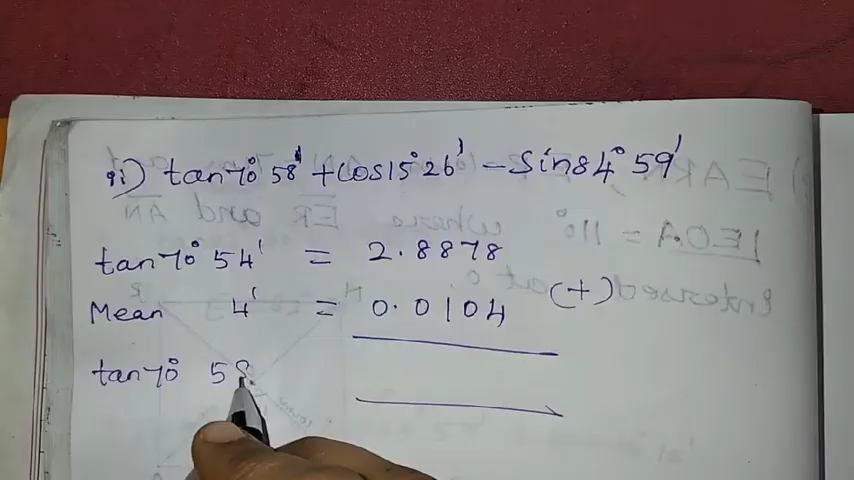 ii) tan70° 58' + cos15° 26' - sin84° 59'
tan70° 54' = 2.8878
Mean 4' = 0.0104 (+)
tan70° 58